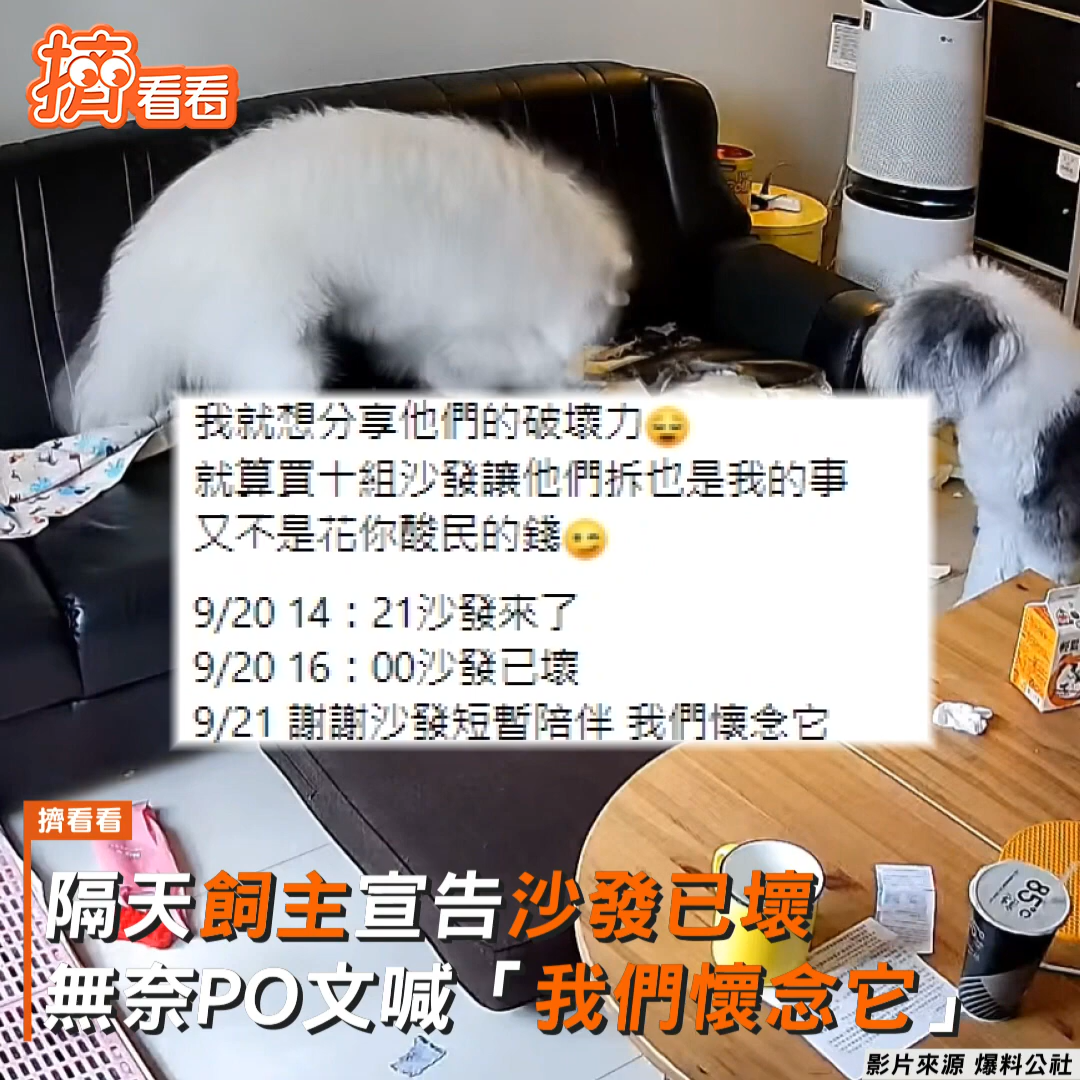 擠看看
LG
我就想分享他們的破壞力😑
就算買十組沙發讓他們拆也是我的事
又不是花你酸民的錢😏
9/20 14：21沙發來了
9/20 16：00沙發已壞
9/21 謝謝沙發短暫陪伴 我們懷念它
擠看看
隔天飼主宣告沙發已壞
無奈PO文喊「我們懷念它」
85°C
影片來源 爆料公社